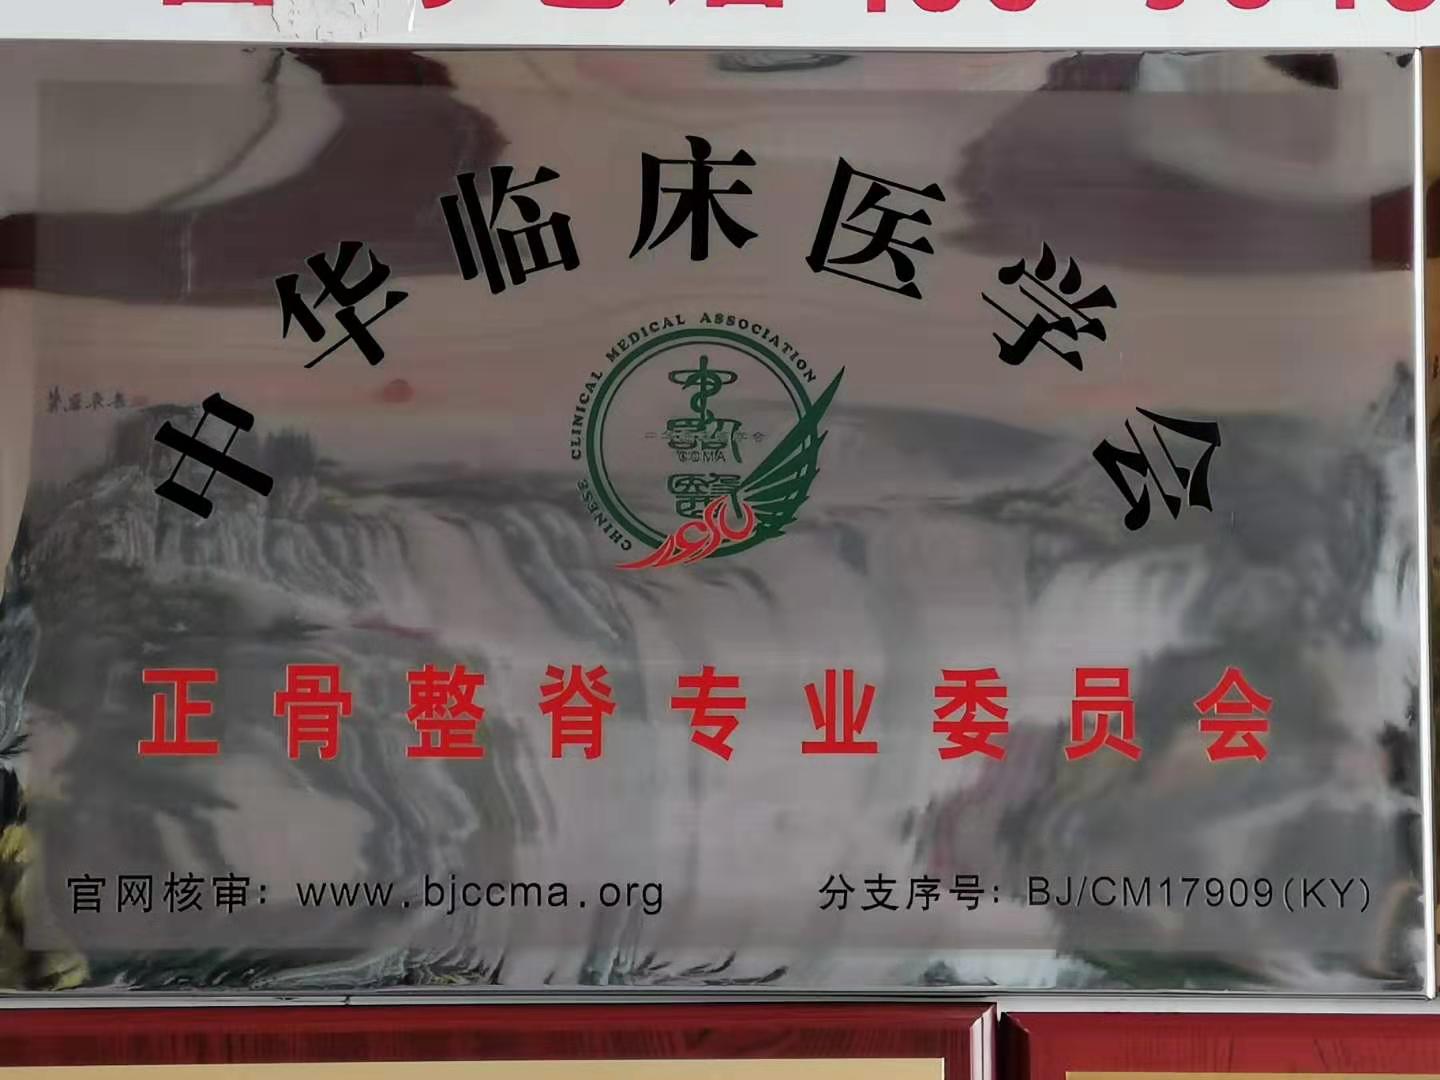 中华临床医学会
CHINESE CLINICAL MEDICAL ASSOCIATION
CCMA
正骨整脊专业委员会
官网核审：www.bjccma.org
分支序号：BJ/CM17909(KY)